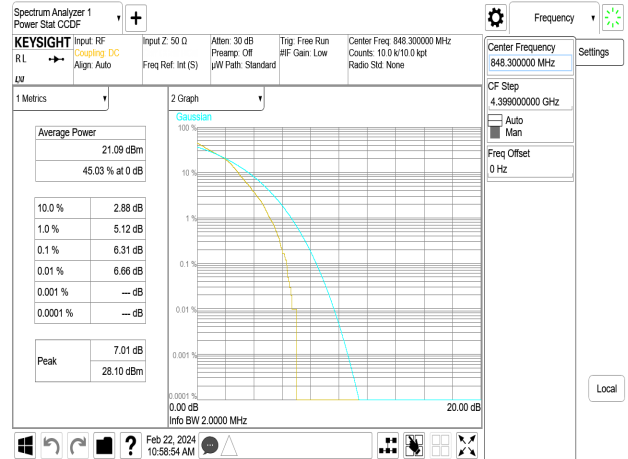 Spectrum Analyzer 1
Power Stat CCDF
Frequency
KEYSIGHT
Input: RF
Coupling: DC
Align: Auto
Input Z: 50 Ω
Freq Ref: Int (S)
Atten: 30 dB
Preamp: Off
µW Path: Standard
Trig: Free Run
#IF Gain: Low
Center Freq: 848.300000 MHz
Counts: 10.0 k/10.0 kpt
Radio Std: None
R L
Center Frequency
848.300000 MHz
Settings
CF Step
4.399000000 GHz
Auto
Man
Freq Offset
0 Hz
1 Metrics
2 Graph
Gaussian
Average Power
21.09 dBm
45.03 % at 0 dB
10.0 % 2.88 dB
1.0 % 5.12 dB
0.1 % 6.31 dB
0.01 % 6.66 dB
0.001 % --- dB
0.0001 % --- dB
Peak
7.01 dB
28.10 dBm
100 %
10 %
1 %
0.1 %
0.01 %
0.001 %
0.0001 %
0.00 dB 20.00 dB
Info BW 2.0000 MHz
Local
?
Feb 22, 2024
10:58:54 AM